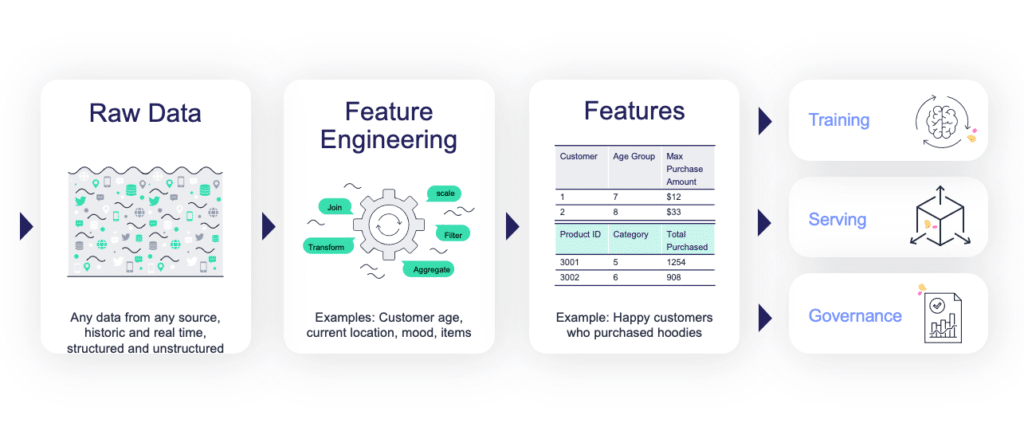 Raw Data
Any data from any source,
historic and real time,
structured and unstructured
Feature
Engineering
scale
Join
Filter
Transform
Aggregate
Examples: Customer age,
current location, mood, items
Features
Customer Age Group Max
Purchase
Amount
1 7 $12
2 8 $33
Product ID Category Total
Purchased
3001 5 1254
3002 6 908
Example: Happy customers
who purchased hoodies
Training
Serving
Governance